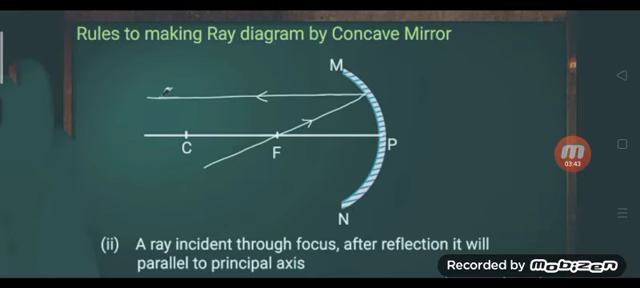 Rules to making Ray diagram by Concave Mirror
M
C
F
P
N
03:43
(ii) A ray incident through focus, after reflection it will
parallel to principal axis
Recorded by mobizen